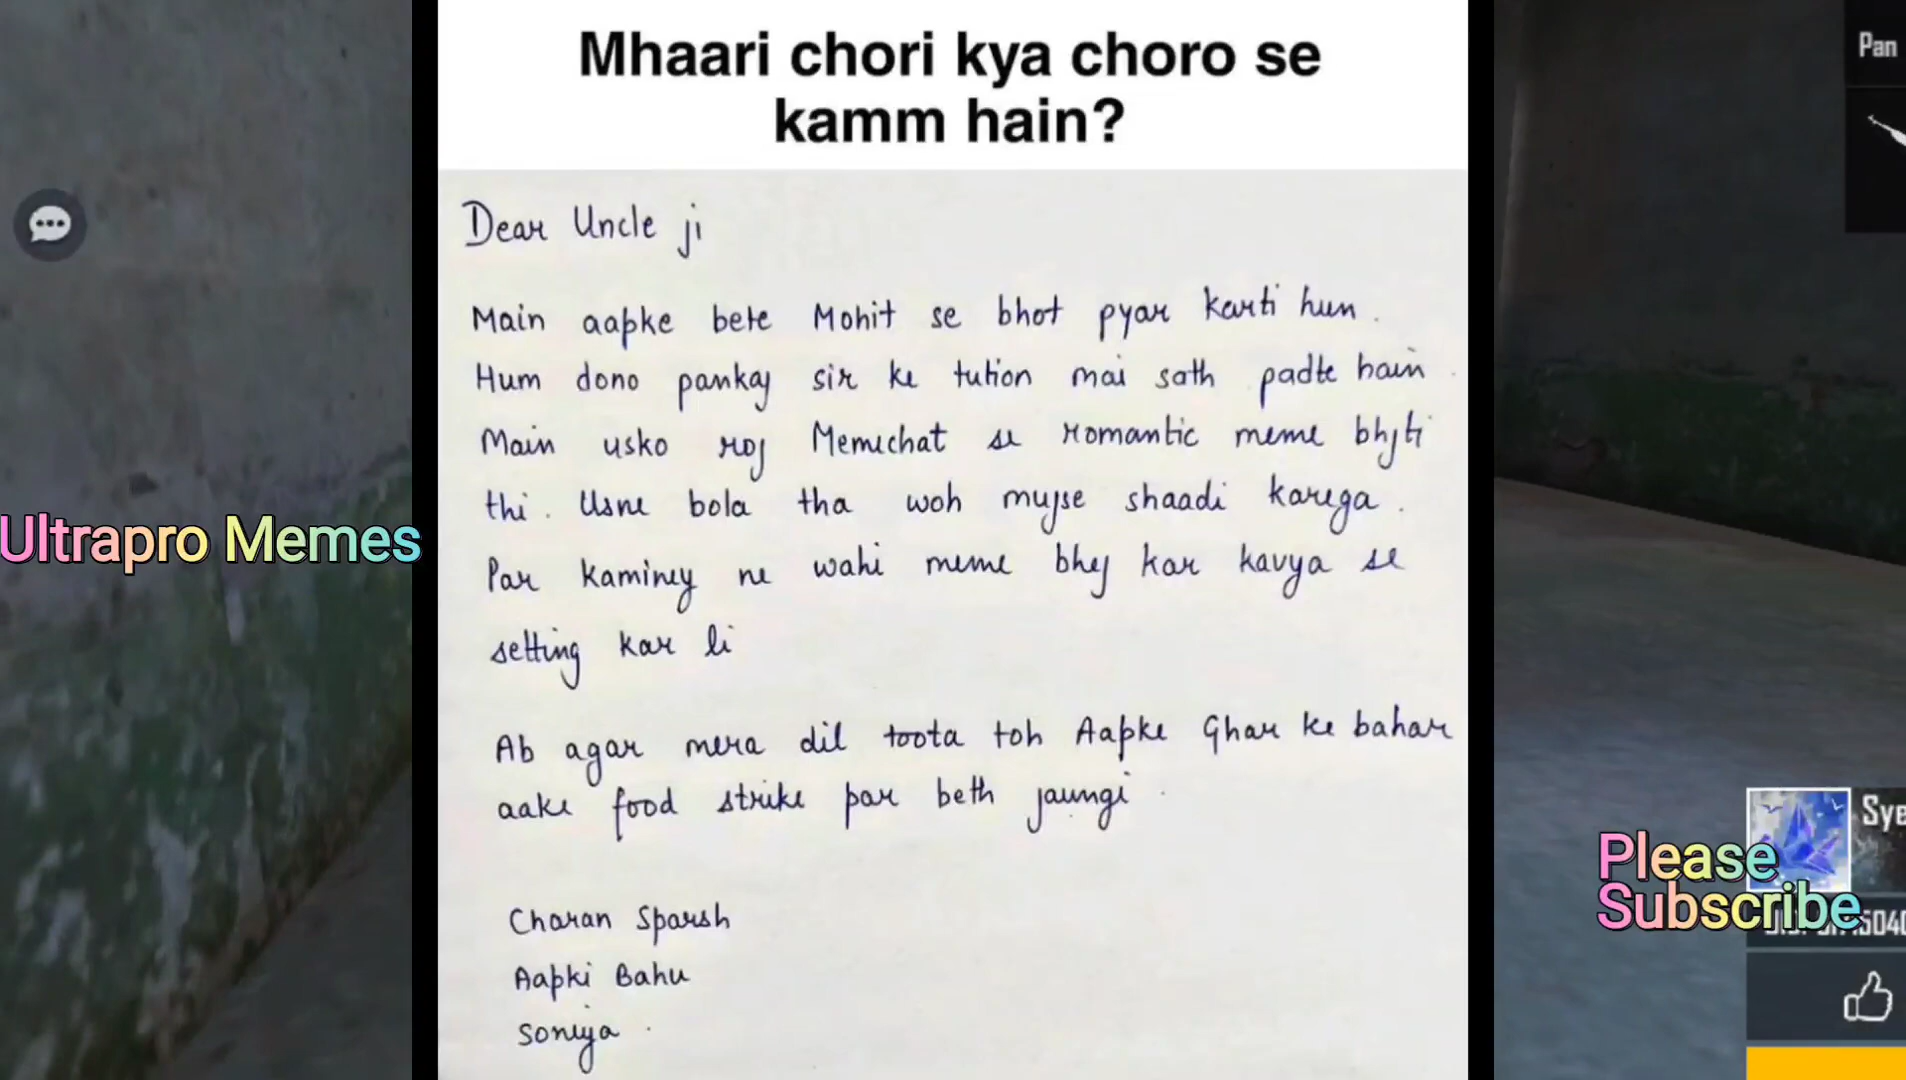 Mhaari chori kya choro se
kamm hain?
Dear Uncle ji
Main aapke bete Mohit se bhot pyar karti hun.
Hum dono pankaj sir ke tution mai sath padte hain.
Main usko roj Memechat se romantic meme bhjti
thi. Usne bola tha woh mujse shaadi karega.
Par kaminey ne wahi meme bhej kar kavya se
setting kar li
Ab agar mera dil toota toh Aapke Ghar ke bahar
aake food strike par beth jaungi.
Charan Sparsh
Aapki Bahu
Soniya.
Ultrapro Memes
Pan
Sye
Please
Subscribe